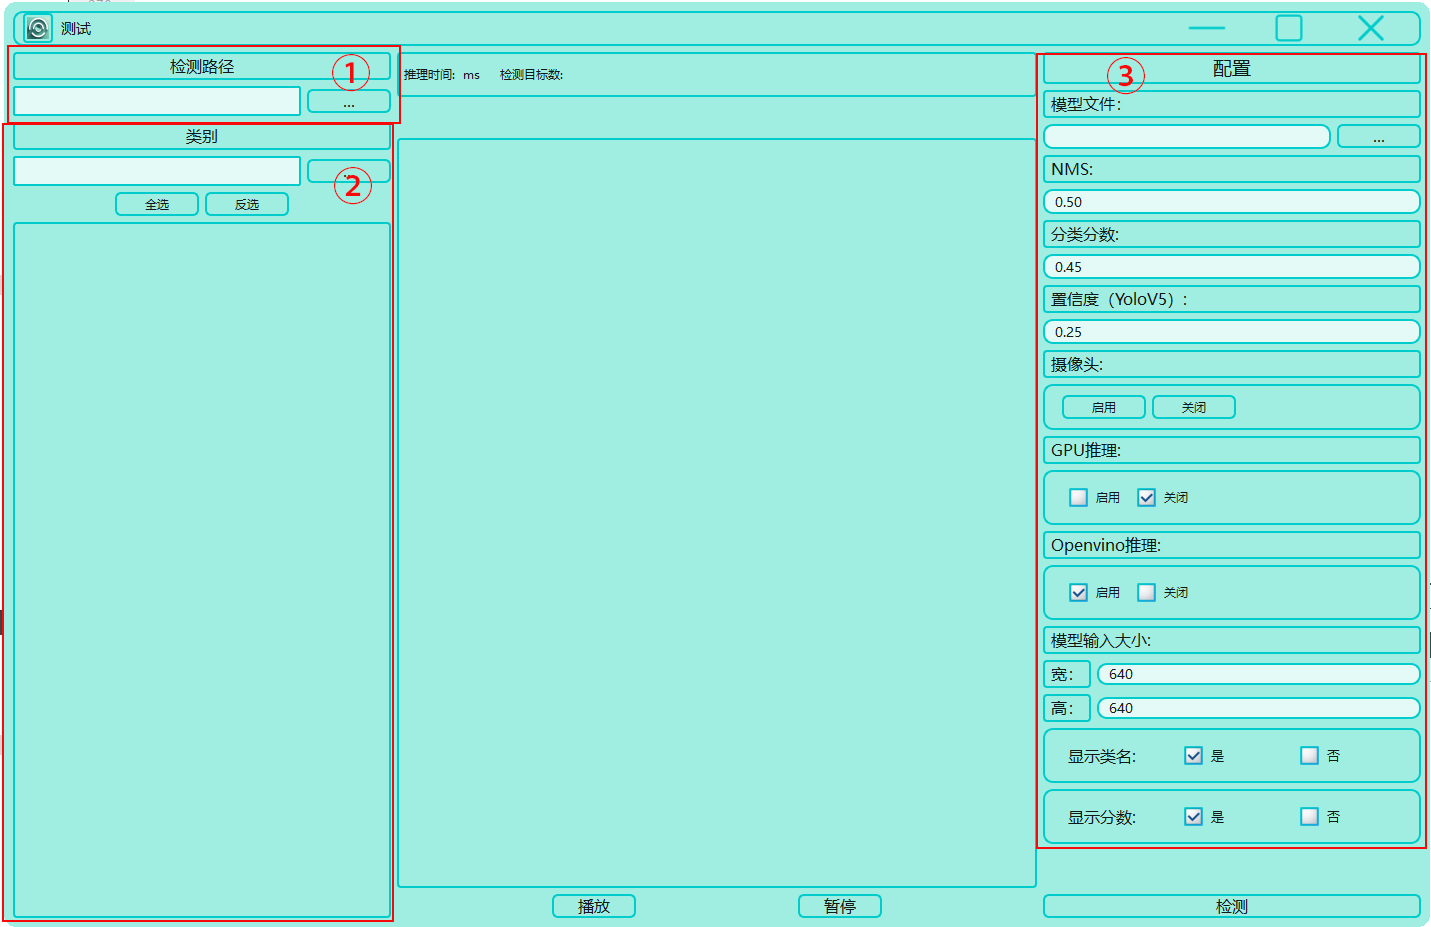 测试
检测路径
①
...
类别
②
全选 反选
推理时间: ms 检测目标数:
播放 暂停
③
配置
模型文件:
...
NMS:
0.50
分类分数:
0.45
置信度（YoloV5）:
0.25
摄像头:
启用 关闭
GPU推理:
启用 关闭
Openvino推理:
启用 关闭
模型输入大小:
宽: 640
高: 640
显示类名: 是 否
显示分数: 是 否
检测